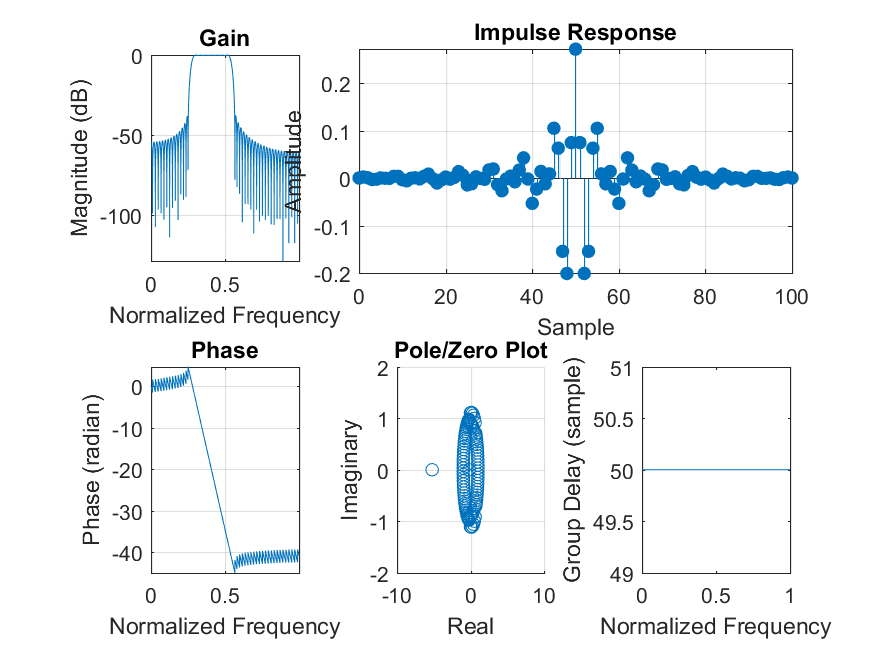 Gain
0
-50
-100
Magnitude (dB)
0
0.5
Normalized Frequency
Impulse Response
0.2
0.1
0
-0.1
-0.2
Amplitude
0
20
40
60
80
100
Sample
Phase
0
-10
-20
-30
-40
Phase (radian)
0
0.5
Normalized Frequency
Pole/Zero Plot
2
1
0
-1
-2
Imaginary
-10
0
10
Real
51
50.5
50
49.5
49
Group Delay (sample)
0
0.5
1
Normalized Frequency